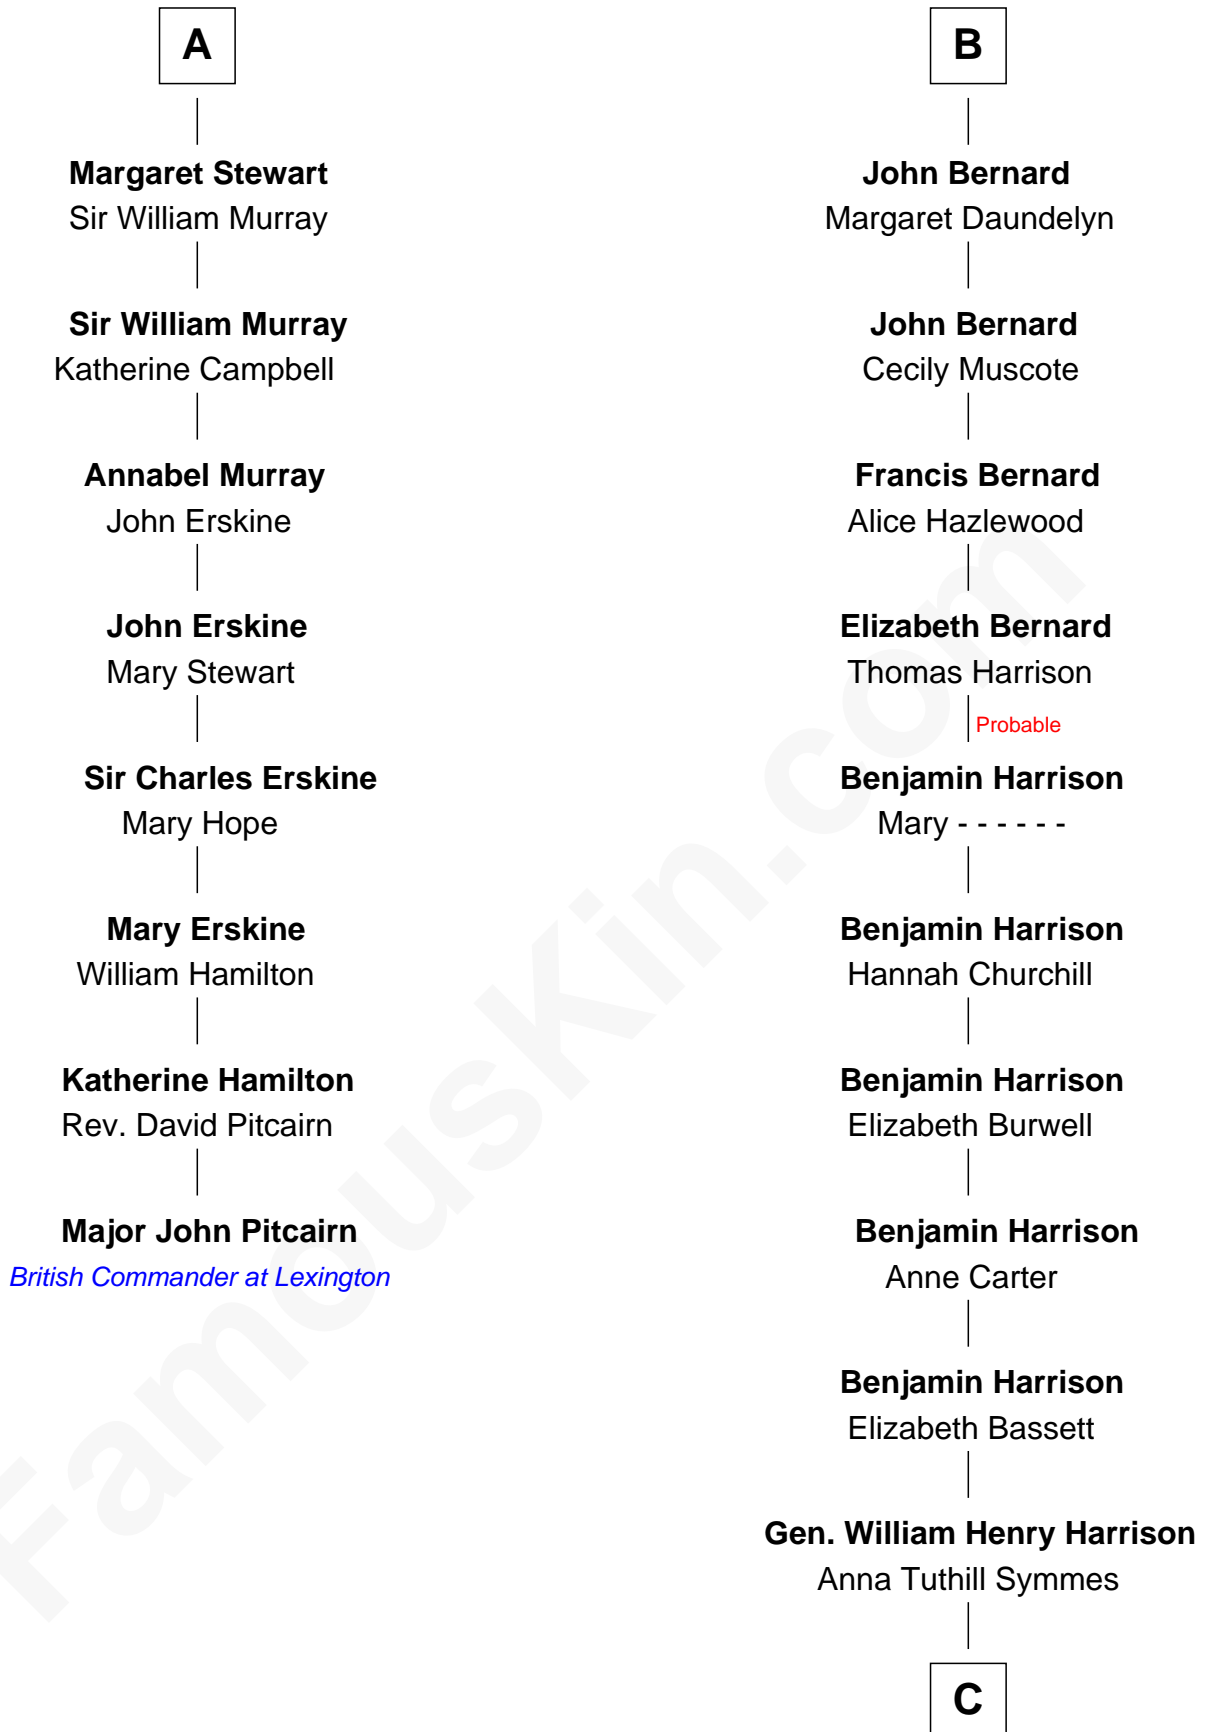 A
Margaret Stewart
Sir William Murray
Sir William Murray
Katherine Campbell
Annabel Murray
John Erskine
John Erskine
Mary Stewart
Sir Charles Erskine
Mary Hope
Mary Erskine
William Hamilton
Katherine Hamilton
Rev. David Pitcairn
Major John Pitcairn
British Commander at Lexington
B
John Bernard
Margaret Daundelyn
John Bernard
Cecily Muscote
Francis Bernard
Alice Hazlewood
Elizabeth Bernard
Thomas Harrison
Probable
Benjamin Harrison
Mary - - - - - -
Benjamin Harrison
Hannah Churchill
Benjamin Harrison
Elizabeth Burwell
Benjamin Harrison
Anne Carter
Benjamin Harrison
Elizabeth Bassett
Gen. William Henry Harrison
Anna Tuthill Symmes
C
FamousKin.com